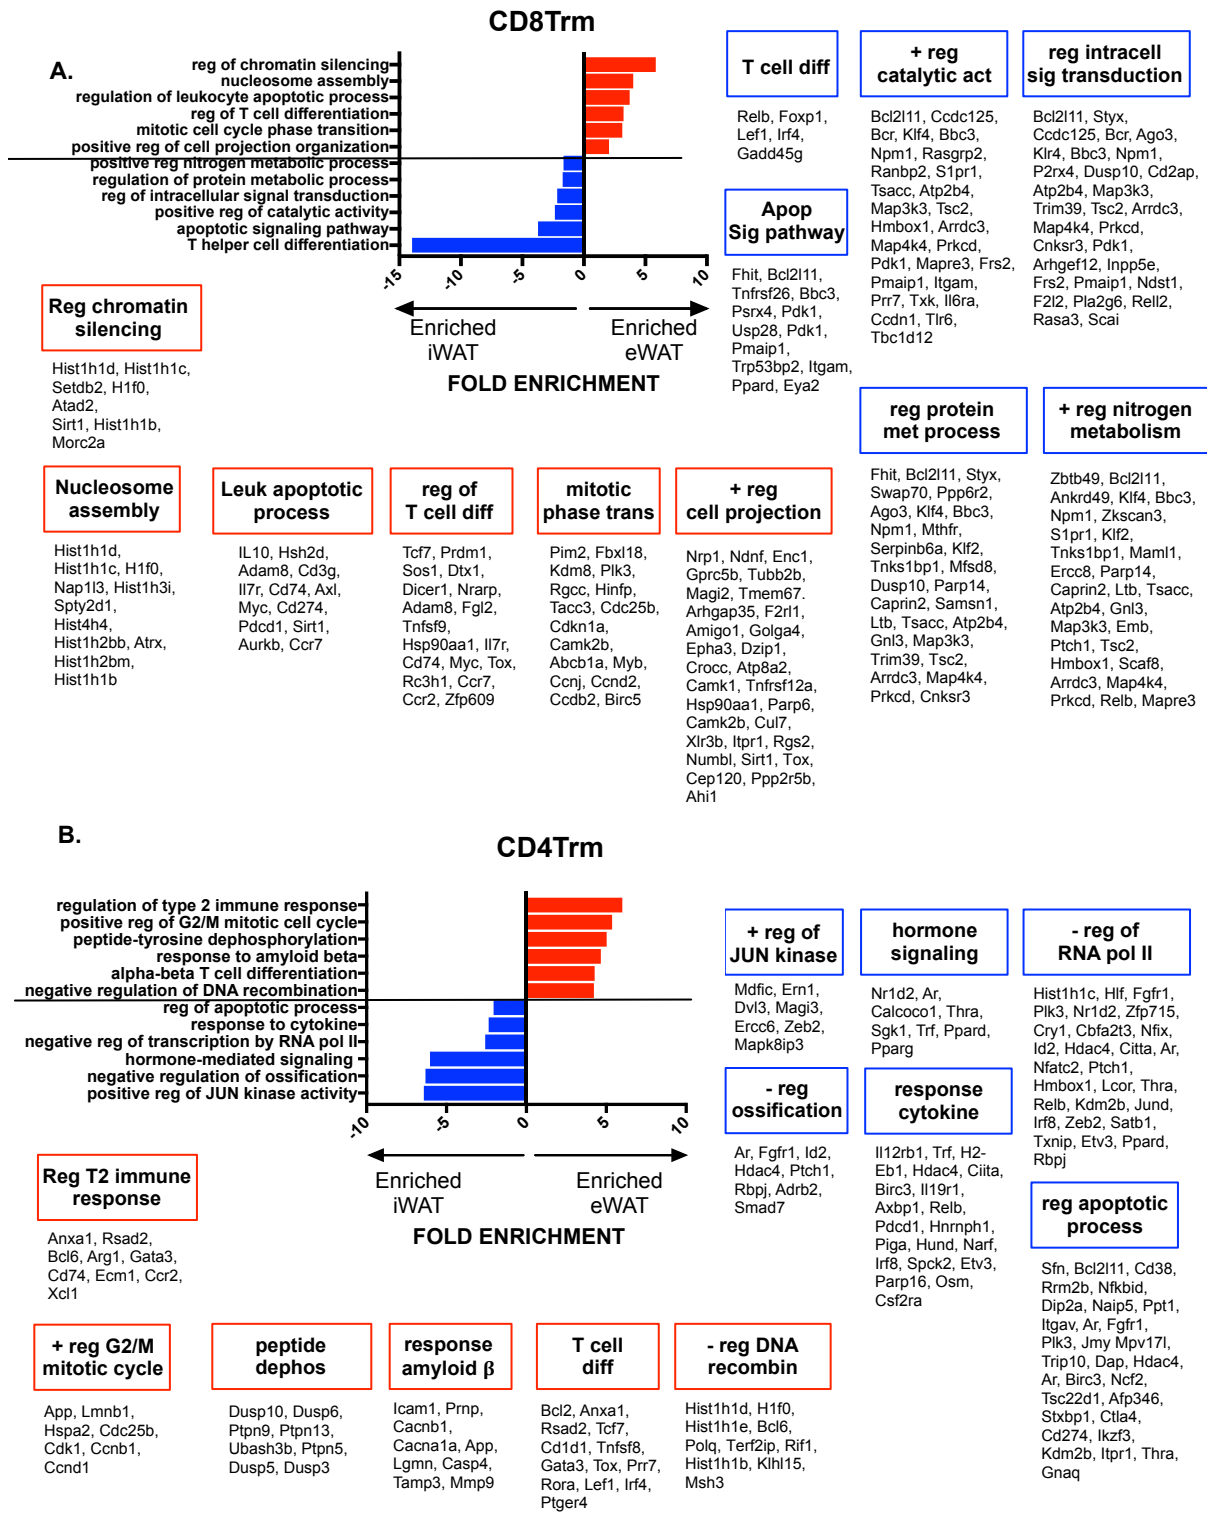 CD8Trm
A.
reg of chromatin silencing
nucleosome assembly
regulation of leukocyte apoptotic process
reg of T cell differentiation
mitotic cell cycle phase transition
positive reg of cell projection organization
positive reg nitrogen metabolic process
regulation of protein metabolic process
reg of intracellular signal transduction
positive reg of catalytic activity
apoptotic signaling pathway
T helper cell differentiation
-15
-10
-5
0
5
10
Enriched
iWAT
Enriched
eWAT
FOLD ENRICHMENT
T cell diff
Relb, Foxp1,
Lef1, Irf4,
Gadd45g
+ reg
catalytic act
Bcl2l11, Ccdc125,
Bcr, Klf4, Bbc3,
Npm1, Rasgrp2,
Ranbp2, S1pr1,
Tsacc, Atp2b4,
Map3k3, Tsc2,
Hmbox1, Arrdc3,
Map4k4, Prkcd,
Pdk1, Mapre3, Frs2,
Pmaip1, Itgam,
Prr7, Txk, Il6ra,
Ccdn1, Tlr6,
Tbc1d12
reg intracell
sig transduction
Bcl2l11, Styx,
Ccdc125, Bcr, Ago3,
Klr4, Bbc3, Npm1,
P2rx4, Dusp10, Cd2ap,
Atp2b4, Map3k3,
Trim39, Tsc2, Arrdc3,
Map4k4, Prkcd,
Cnksr3, Pdk1,
Arhgef12, Inpp5e,
Frs2, Pmaip1, Ndst1,
F2l2, Pla2g6, Rell2,
Rasa3, Scai
Apop
Sig pathway
Fhit, Bcl2l11,
Tnfrsf26, Bbc3,
Psrx4, Pdk1,
Usp28, Pdk1,
Pmaip1,
Trp53bp2, Itgam,
Ppard, Eya2
Reg chromatin
silencing
Hist1h1d, Hist1h1c,
Setdb2, H1f0,
Atad2,
Sirt1, Hist1h1b,
Morc2a
reg protein
met process
Fhit, Bcl2l11, Styx,
Swap70, Ppp6r2,
Ago3, Klf4, Bbc3,
Npm1, Mthfr,
Serpinb6a, Klf2,
Tnks1bp1, Mfsd8,
Dusp10, Parp14,
Caprin2, Samsn1,
Ltb, Tsacc, Atp2b4,
Gnl3, Map3k3,
Trim39, Tsc2,
Arrdc3, Map4k4,
Prkcd, Cnksr3
+ reg nitrogen
metabolism
Zbtb49, Bcl2l11,
Ankrd49, Klf4, Bbc3,
Npm1, Zkscan3,
S1pr1, Klf2,
Tnks1bp1, Maml1,
Ercc8, Parp14,
Caprin2, Ltb, Tsacc,
Atp2b4, Gnl3,
Map3k3, Emb,
Ptch1, Tsc2,
Hmbox1, Scaf8,
Arrdc3, Map4k4,
Prkcd, Relb, Mapre3
Nucleosome
assembly
Hist1h1d,
Hist1h1c, H1f0,
Nap1l3, Hist1h3i,
Spty2d1,
Hist4h4,
Hist1h2bb, Atrx,
Hist1h2bm,
Hist1h1b
Leuk apoptotic
process
IL10, Hsh2d,
Adam8, Cd3g,
Il7r, Cd74, Axl,
Myc, Cd274,
Pdcd1, Sirt1,
Aurkb, Ccr7
reg of
T cell diff
Tcf7, Prdm1,
Sos1, Dtx1,
Dicer1, Nrarp,
Adam8, Fgl2,
Tnfsf9,
Hsp90aa1, Il7r,
Cd74, Myc, Tox,
Rc3h1, Ccr7,
Ccr2, Zfp609
mitotic
phase trans
Pim2, Fbxl18,
Kdm8, Plk3,
Rgcc, Hinfp,
Tacc3, Cdc25b,
Cdkn1a,
Camk2b,
Abcb1a, Myb,
Ccnj, Ccnd2,
Ccdb2, Birc5
+ reg
cell projection
Nrp1, Ndnf, Enc1,
Gprc5b, Tubb2b,
Magi2, Tmem67.
Arhgap35, F2rl1,
Amigo1, Golga4,
Epha3, Dzip1,
Crocc, Atp8a2,
Camk1, Tnfrsf12a,
Hsp90aa1, Parp6,
Camk2b, Cul7,
Xlr3b, Itpr1, Rgs2,
Numbl, Sirt1, Tox,
Cep120, Ppp2r5b,
Ahi1
B.
CD4Trm
regulation of type 2 immune response
positive reg of G2/M mitotic cell cycle
peptide-tyrosine dephosphorylation
response to amyloid beta
alpha-beta T cell differentiation
negative regulation of DNA recombination
reg of apoptotic process
response to cytokine
negative reg of transcription by RNA pol II
hormone-mediated signaling
negative regulation of ossification
positive reg of JUN kinase activity
-10
-5
0
5
10
Enriched
iWAT
Enriched
eWAT
FOLD ENRICHMENT
+ reg of
JUN kinase
Mdfic, Ern1,
Dvl3, Magi3,
Ercc6, Zeb2,
Mapk8ip3
hormone
signaling
Nr1d2, Ar,
Calcoco1, Thra,
Sgk1, Trf, Ppard,
Pparg
- reg of
RNA pol II
Hist1h1c, Hlf, Fgfr1,
Plk3, Nr1d2, Zfp715,
Cry1, Cbfa2t3, Nfix,
Id2, Hdac4, Citta, Ar,
Nfatc2, Ptch1,
Hmbox1, Lcor, Thra,
Relb, Kdm2b, Jund,
Irf8, Zeb2, Satb1,
Txnip, Etv3, Ppard,
Rbpj
- reg
ossification
Ar, Fgfr1, Id2,
Hdac4, Ptch1,
Rbpj, Adrb2,
Smad7
response
cytokine
Il12rb1, Trf, H2-
Eb1, Hdac4, Ciita,
Birc3, Il19r1,
Axbp1, Relb,
Pdcd1, Hnrnph1,
Piga, Hund, Narf,
Irf8, Spck2, Etv3,
Parp16, Osm,
Csf2ra
reg apoptotic
process
Sfn, Bcl2l11, Cd38,
Rrm2b, Nfkbid,
Dip2a, Naip5, Ppt1,
Itgav, Ar, Fgfr1,
Plk3, Jmy Mpv17l,
Trip10, Dap, Hdac4,
Ar, Birc3, Ncf2,
Tsc22d1, Afp346,
Stxbp1, Ctla4,
Cd274, Ikzf3,
Kdm2b, Itpr1, Thra,
Gnaq
Reg T2 immune
response
Anxa1, Rsad2,
Bcl6, Arg1, Gata3,
Cd74, Ecm1, Ccr2,
Xcl1
+ reg G2/M
mitotic cycle
App, Lmnb1,
Hspa2, Cdc25b,
Cdk1, Ccnb1,
Ccnd1
peptide
dephos
Dusp10, Dusp6,
Ptpn9, Ptpn13,
Ubash3b, Ptpn5,
Dusp5, Dusp3
response
amyloid β
Icam1, Prnp,
Cacnb1,
Cacna1a, App,
Lgmn, Casp4,
Tamp3, Mmp9
T cell
diff
Bcl2, Anxa1,
Rsad2, Tcf7,
Cd1d1, Tnfsf8,
Gata3, Tox, Prr7,
Rora, Lef1, Irf4,
Ptger4
- reg DNA
recombin
Hist1h1d, H1f0,
Hist1h1e, Bcl6,
Polq, Terf2ip, Rif1,
Hist1h1b, Klhl15,
Msh3